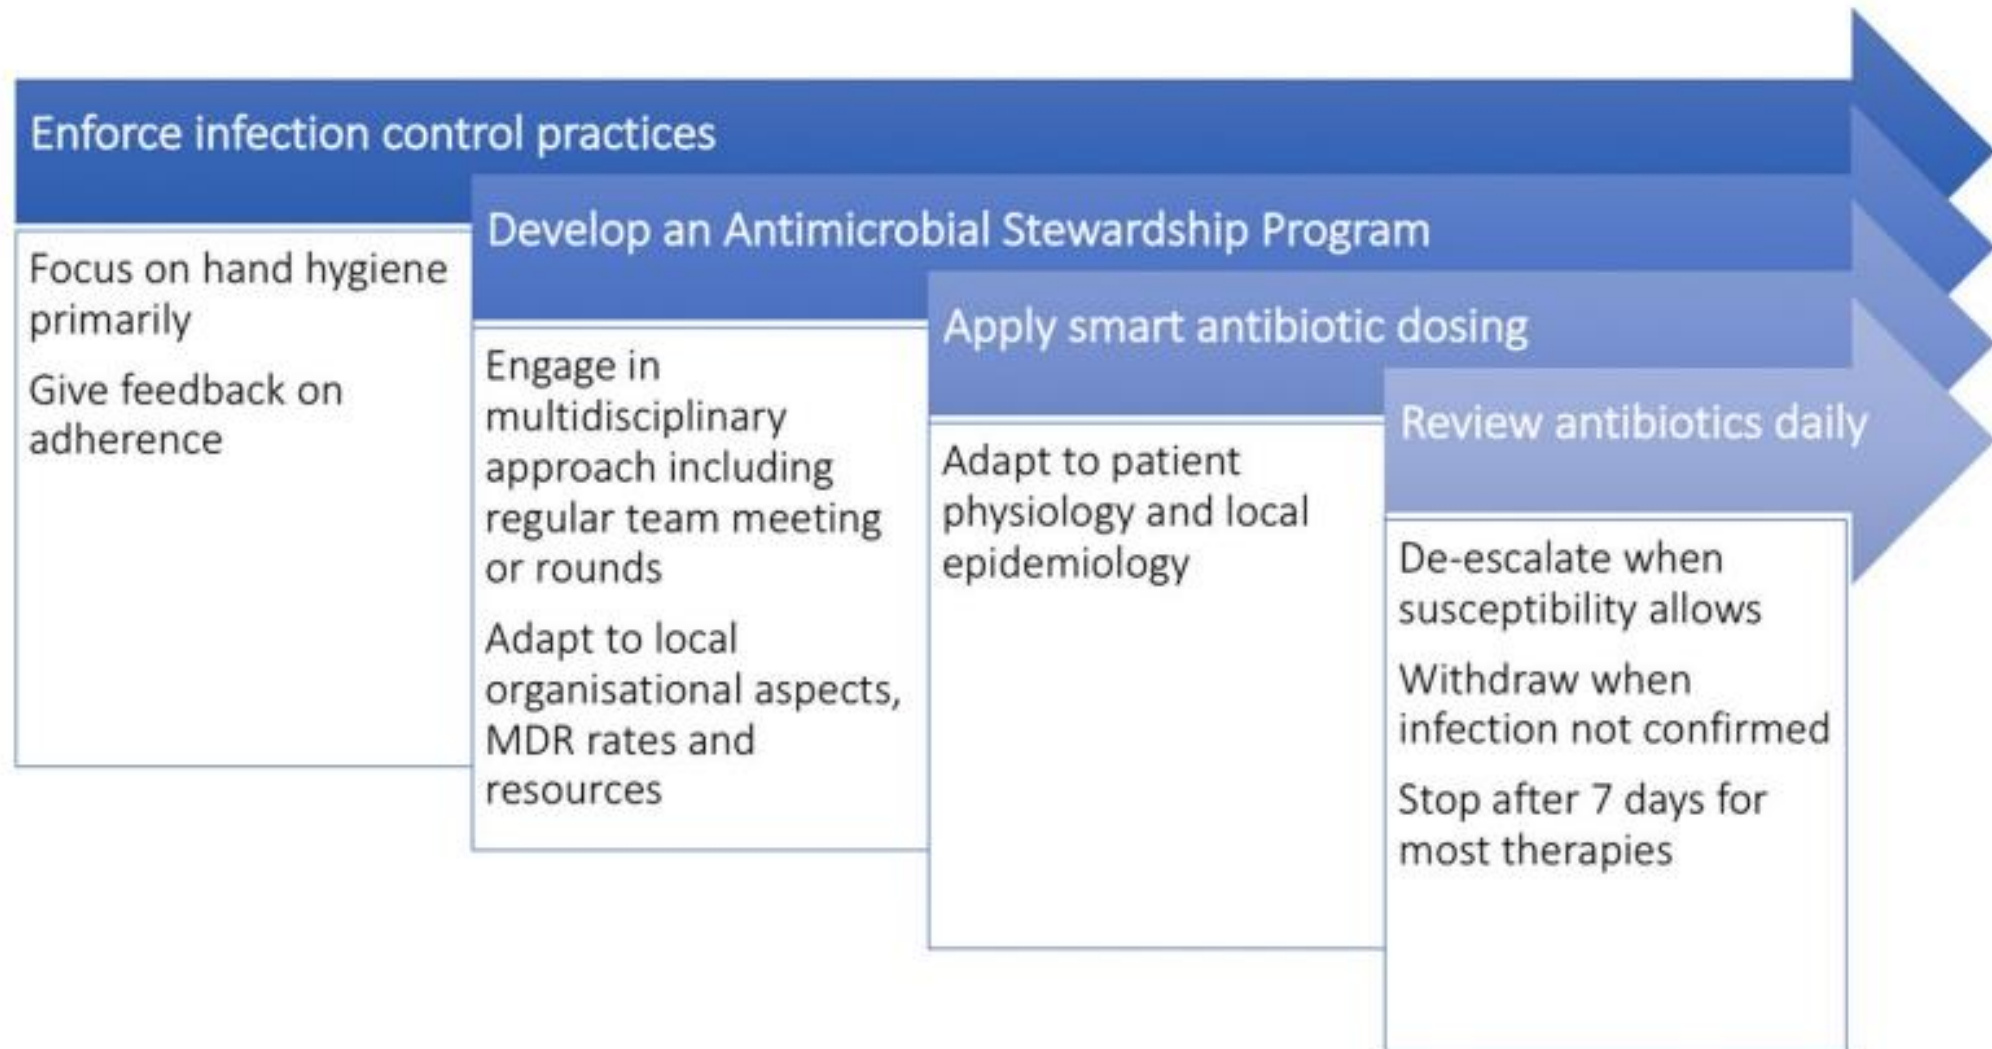 Enforce infection control practices
Focus on hand hygiene
primarily
Give feedback on
adherence
Develop an Antimicrobial Stewardship Program
Engage in
multidisciplinary
approach including
regular team meeting
or rounds
Adapt to local
organisational aspects,
MDR rates and
resources
Apply smart antibiotic dosing
Adapt to patient
physiology and local
epidemiology
Review antibiotics daily
De-escalate when
susceptibility allows
Withdraw when
infection not confirmed
Stop after 7 days for
most therapies